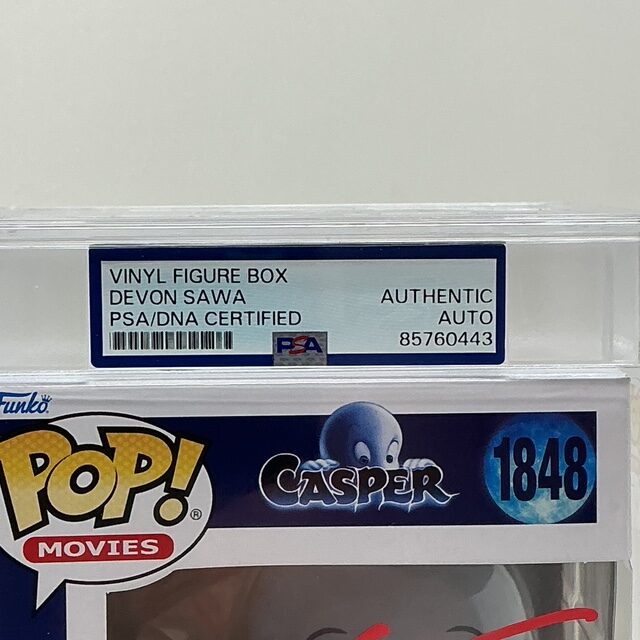 VINYL FIGURE BOX
DEVON SAWA
PSA/DNA CERTIFIED
AUTHENTIC
AUTO
85760443
PSA
Funko
POP!®
MOVIES
CASPER
1848